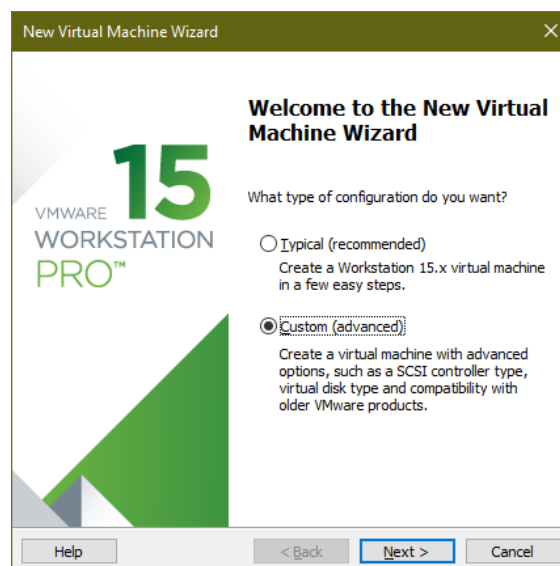 New Virtual Machine Wizard
15
VMWARE
WORKSTATION
PRO™
Welcome to the New Virtual
Machine Wizard
What type of configuration do you want?
Typical (recommended)
Create a Workstation 15.x virtual machine
in a few easy steps.
Custom (advanced)
Create a virtual machine with advanced
options, such as a SCSI controller type,
virtual disk type and compatibility with
older VMware products.
Help
< Back
Next >
Cancel